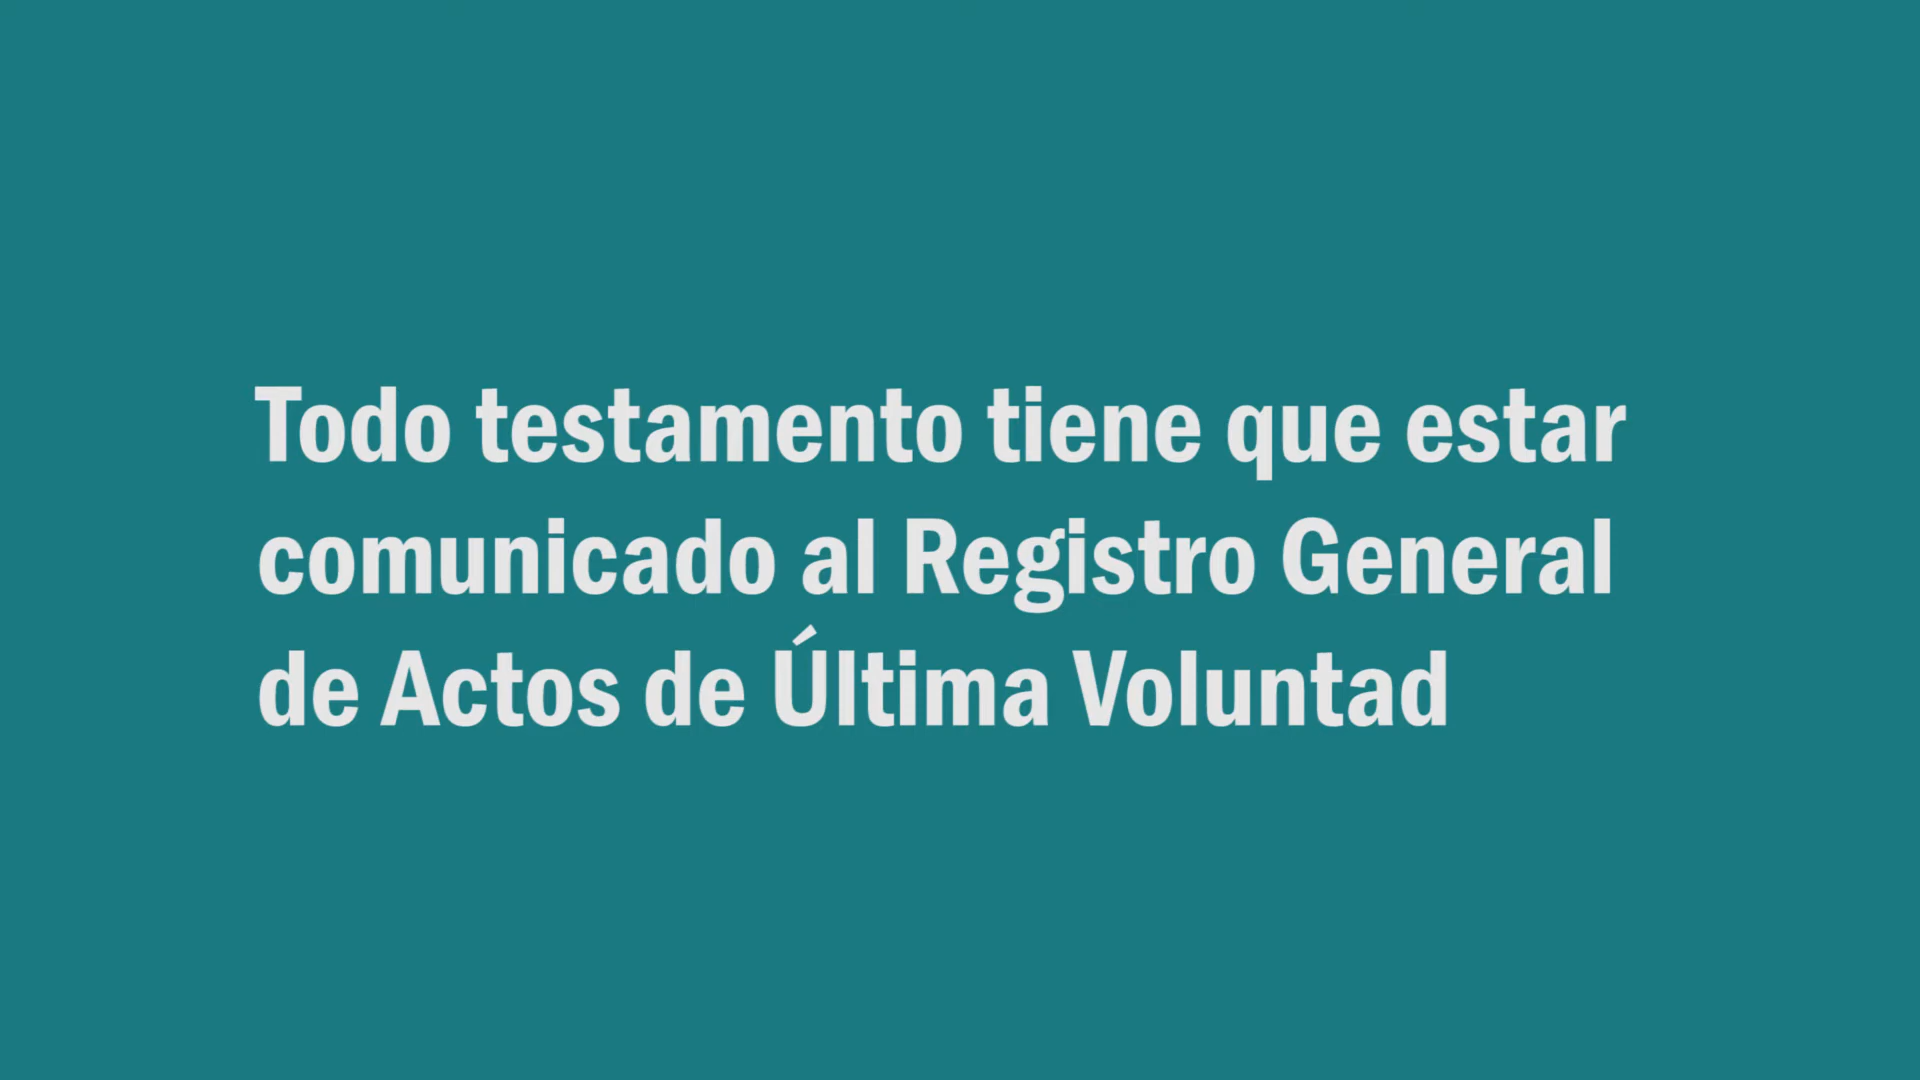 Todo testamento tiene que estar
comunicado al Registro General
de Actos de Última Voluntad